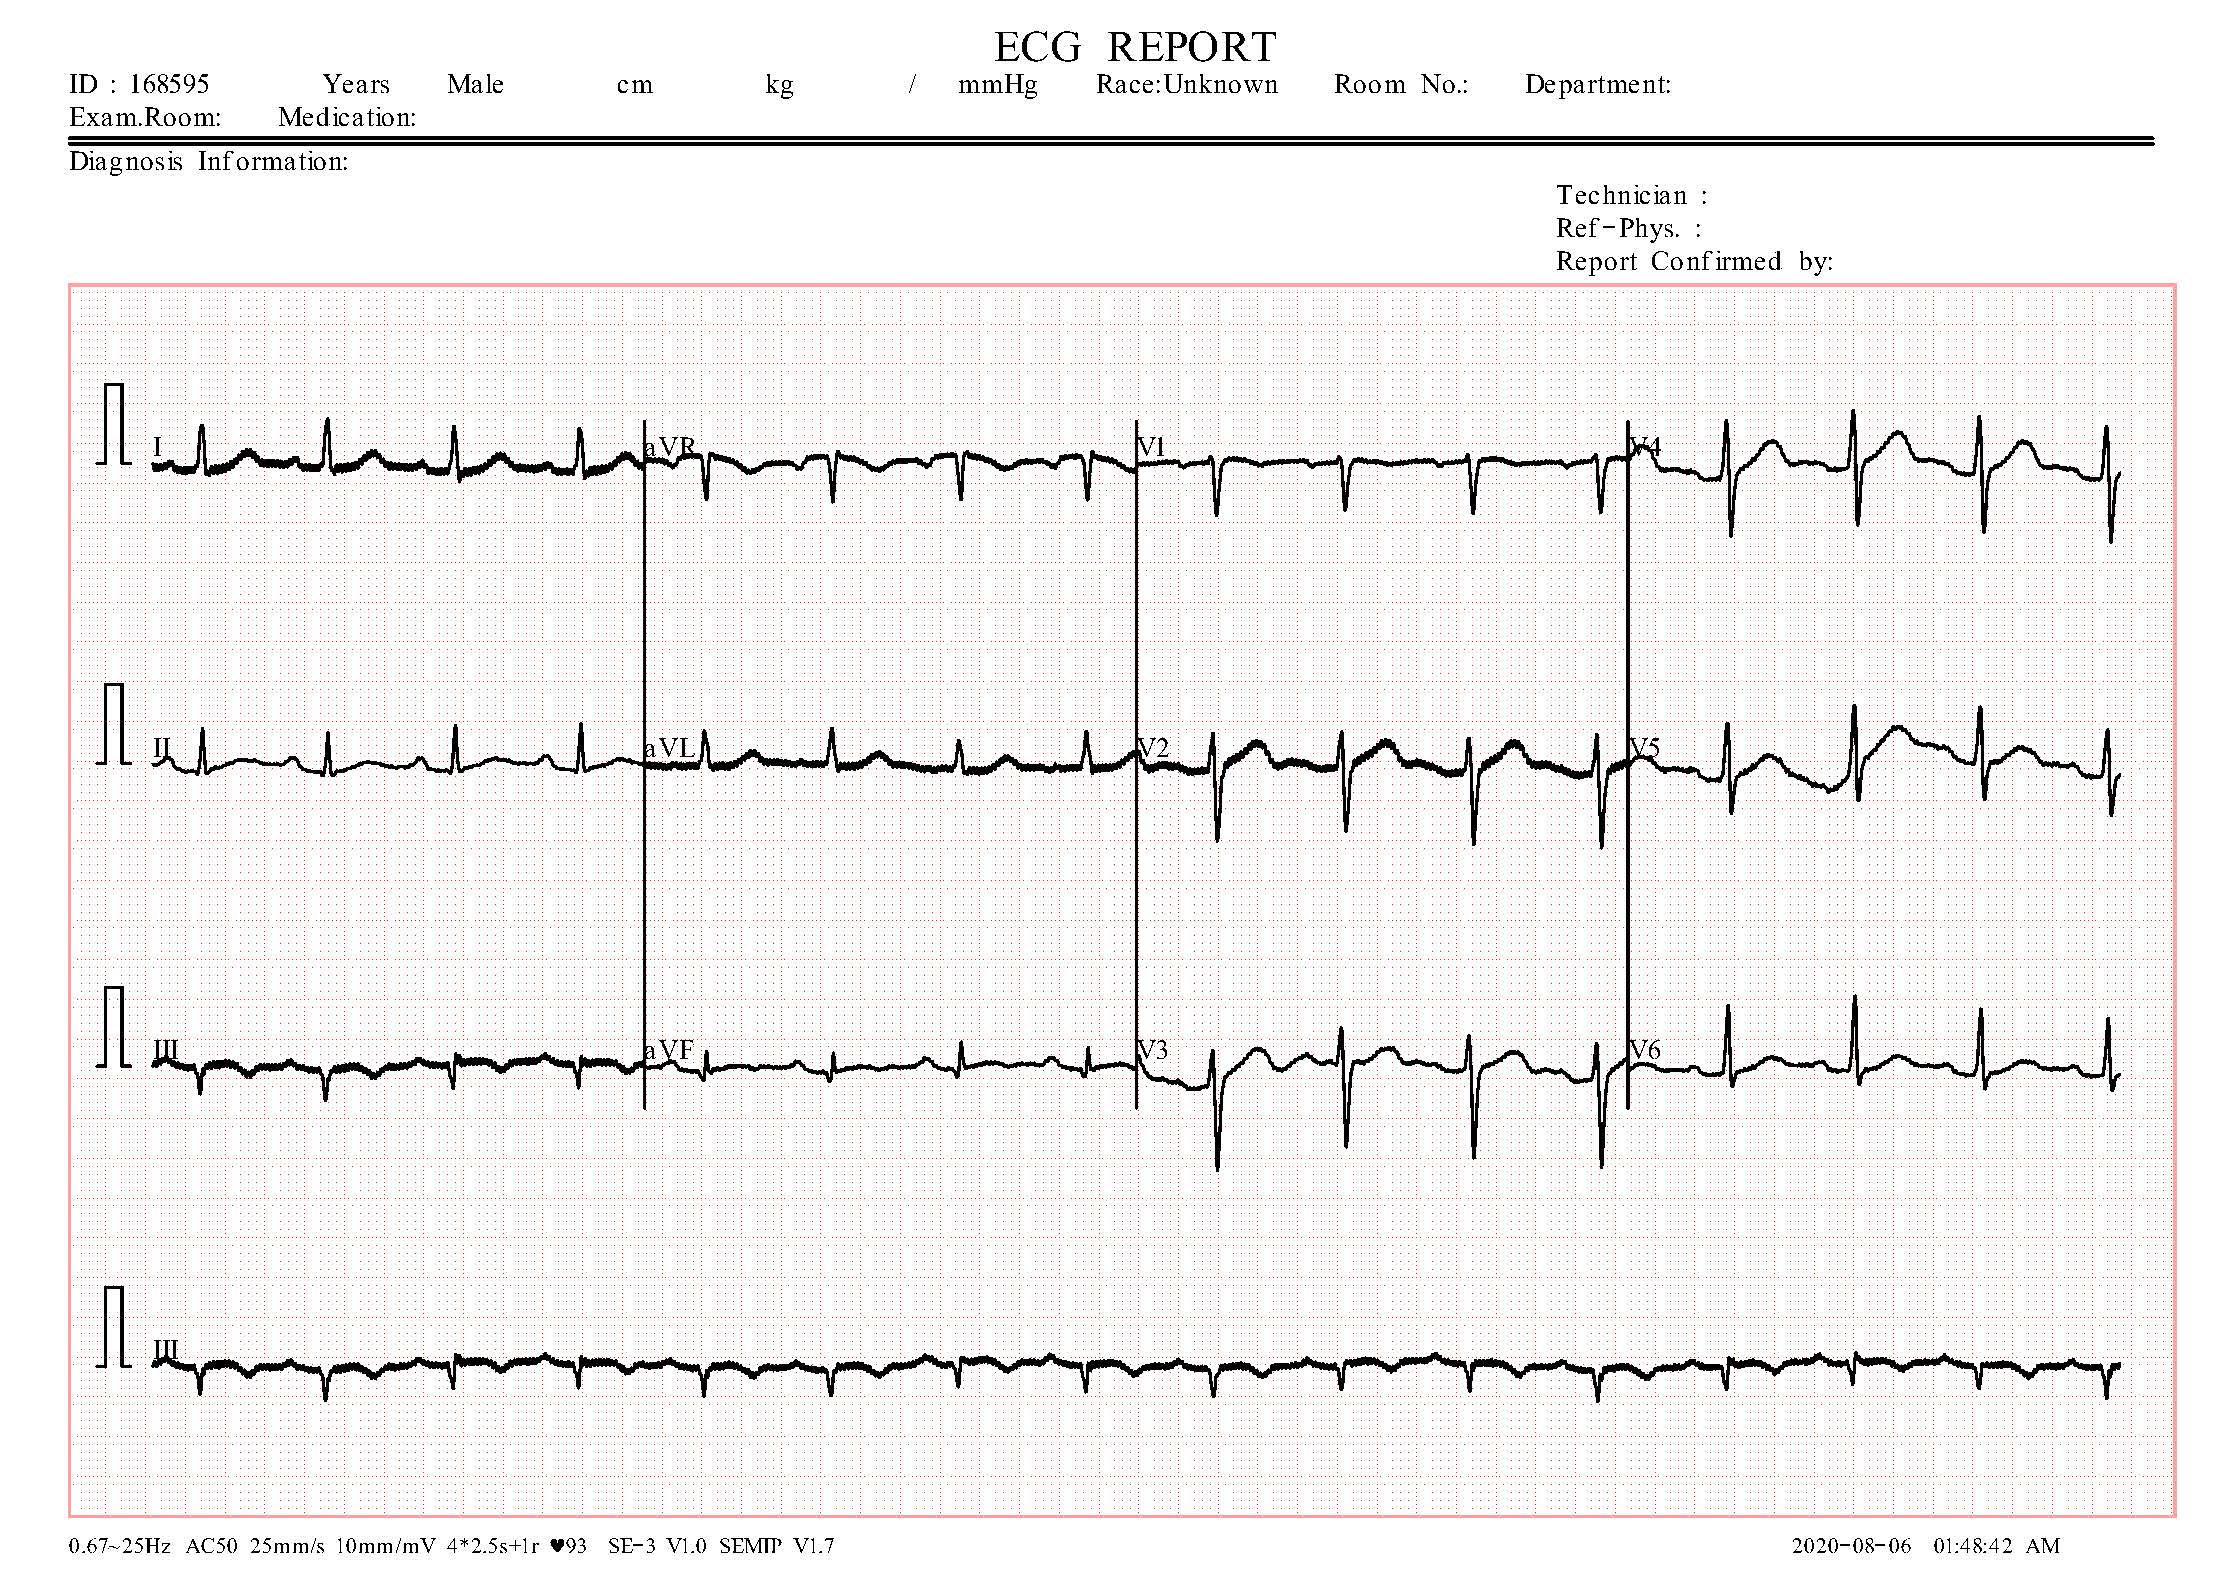 ECG REPORT
ID : 168595 Years Male cm kg / mmHg Race:Unknown Room No.: Department:
Exam.Room: Medication:
Diagnosis Information:
Technician :
Ref-Phys. :
Report Confirmed by:
I aVR V1 V4
II aVL V2 V5
III aVF V3 V6
III
0.67~25Hz AC50 25mm/s 10mm/mV 4*2.5s+1r ♥93 SE-3 V1.0 SEMIP V1.7 2020-08-06 01:48:42 AM